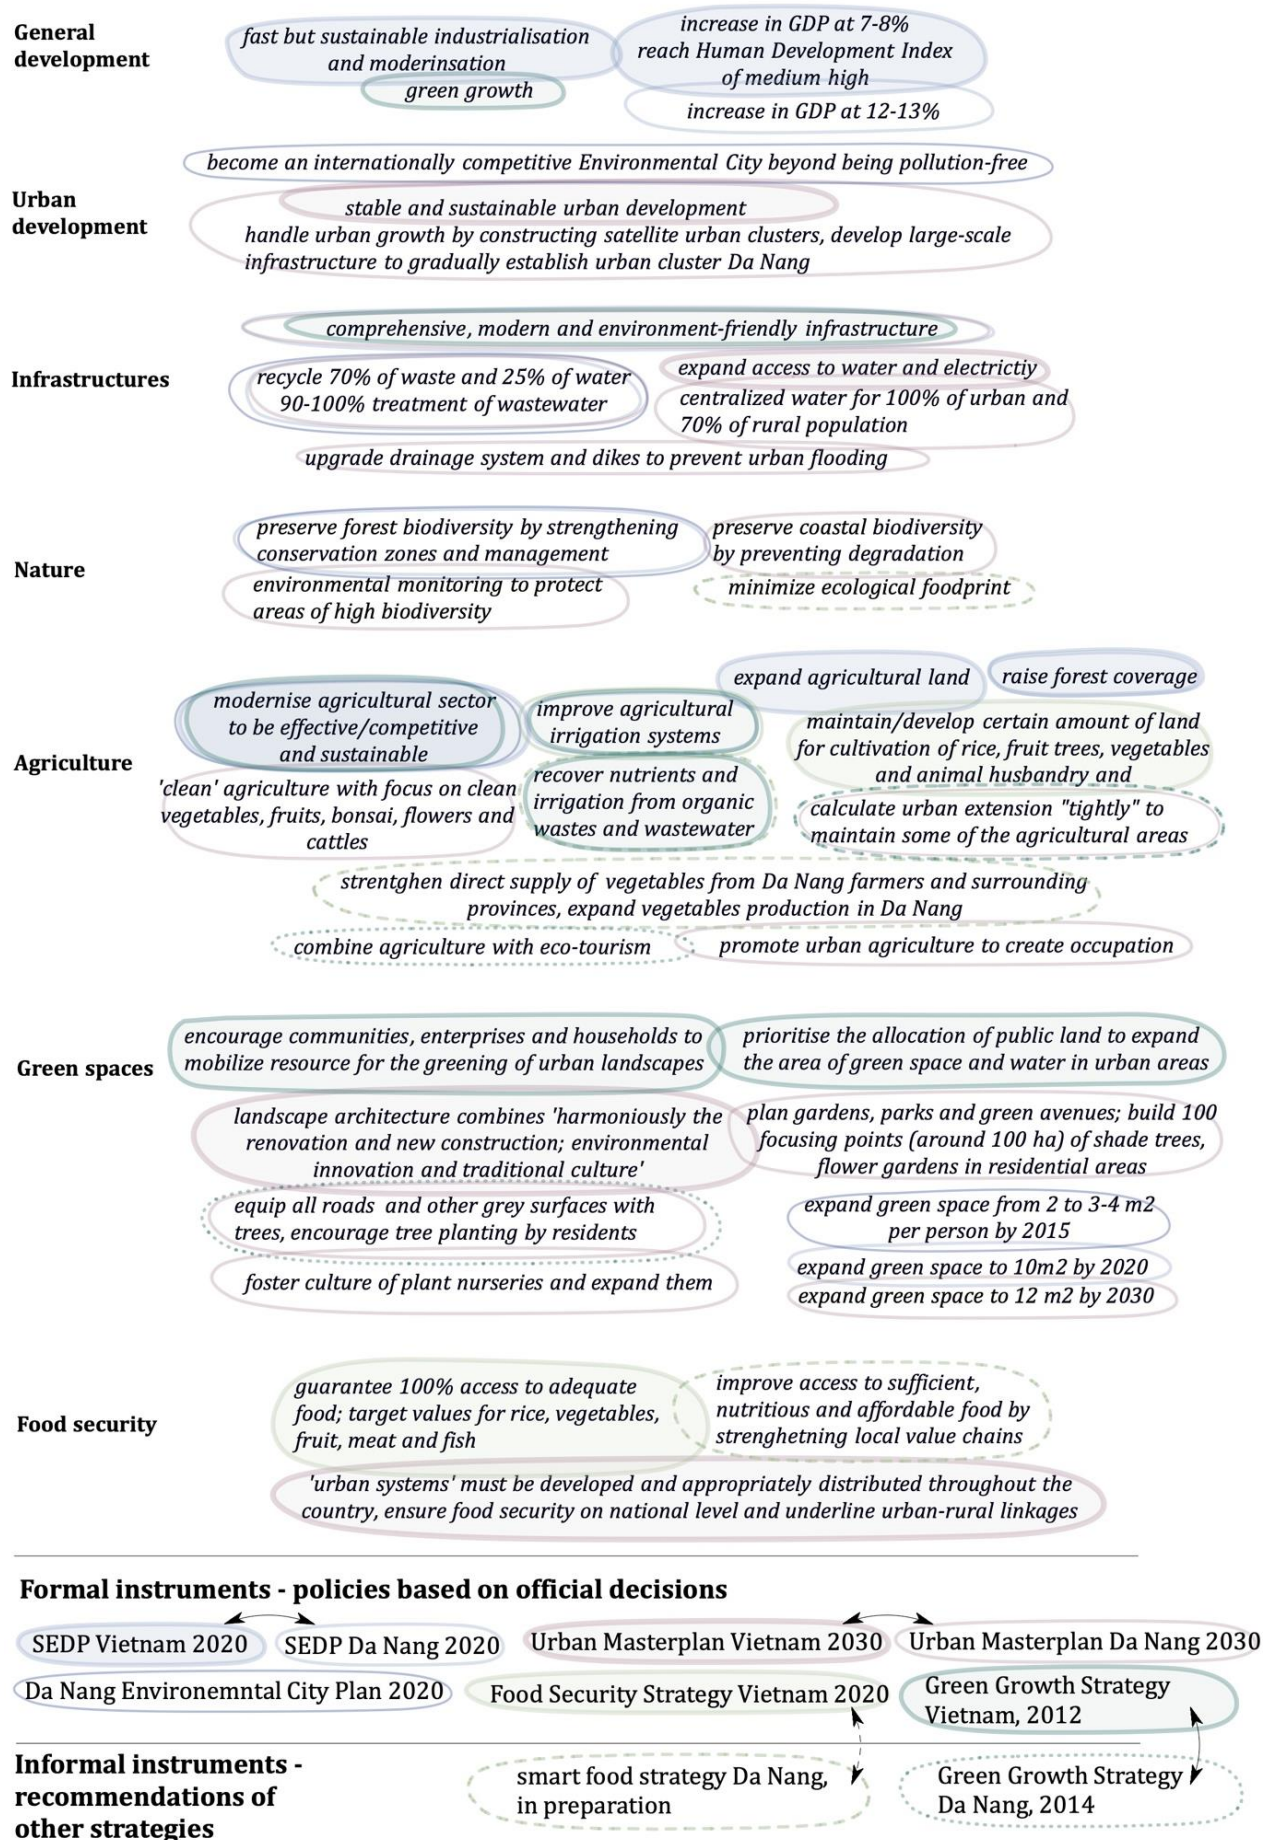 General
development
fast but sustainable industrialisation
and moderinsation
green growth
increase in GDP at 7-8%
reach Human Development Index
of medium high
increase in GDP at 12-13%
become an internationally competitive Environmental City beyond being pollution-free
Urban
development
stable and sustainable urban development
handle urban growth by constructing satellite urban clusters, develop large-scale
infrastructure to gradually establish urban cluster Da Nang
comprehensive, modern and environment-friendly infrastructure
Infrastructures
recycle 70% of waste and 25% of water
90-100% treatment of wastewater
expand access to water and electrictiy
centralized water for 100% of urban and
70% of rural population
upgrade drainage system and dikes to prevent urban flooding
Nature
preserve forest biodiversity by strengthening
conservation zones and management
preserve coastal biodiversity
by preventing degradation
environmental monitoring to protect
areas of high biodiversity
minimize ecological foodprint
Agriculture
modernise agricultural sector
to be effective/competitive
and sustainable
improve agricultural
irrigation systems
expand agricultural land
raise forest coverage
maintain/develop certain amount of land
for cultivation of rice, fruit trees, vegetables
and animal husbandry and
'clean' agriculture with focus on clean
vegetables, fruits, bonsai, flowers and
cattles
recover nutrients and
irrigation from organic
wastes and wastewater
calculate urban extension "tightly" to
maintain some of the agricultural areas
strentghen direct supply of vegetables from Da Nang farmers and surrounding
provinces, expand vegetables production in Da Nang
combine agriculture with eco-tourism
promote urban agriculture to create occupation
Green spaces
encourage communities, enterprises and households to
mobilize resource for the greening of urban landscapes
prioritise the allocation of public land to expand
the area of green space and water in urban areas
landscape architecture combines 'harmoniously the
renovation and new construction; environmental
innovation and traditional culture'
plan gardens, parks and green avenues; build 100
focusing points (around 100 ha) of shade trees,
flower gardens in residential areas
equip all roads and other grey surfaces with
trees, encourage tree planting by residents
expand green space from 2 to 3-4 m2
per person by 2015
foster culture of plant nurseries and expand them
expand green space to 10m2 by 2020
expand green space to 12 m2 by 2030
Food security
guarantee 100% access to adequate
food; target values for rice, vegetables,
fruit, meat and fish
improve access to sufficient,
nutritious and affordable food by
strenghetning local value chains
'urban systems' must be developed and appropriately distributed throughout the
country, ensure food security on national level and underline urban-rural linkages
Formal instruments - policies based on official decisions
SEDP Vietnam 2020
SEDP Da Nang 2020
Urban Masterplan Vietnam 2030
Urban Masterplan Da Nang 2030
Da Nang Environemntal City Plan 2020
Food Security Strategy Vietnam 2020
Green Growth Strategy
Vietnam, 2012
Informal instruments -
recommendations of
other strategies
smart food strategy Da Nang,
in preparation
Green Growth Strategy
Da Nang, 2014